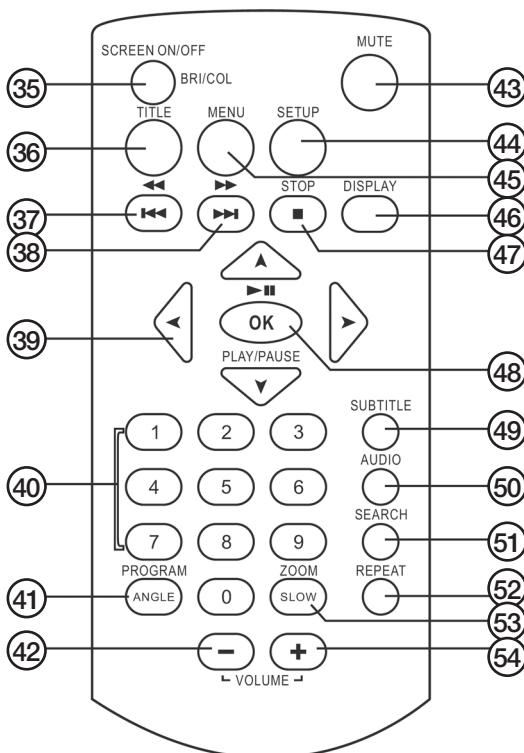 SCREEN ON/OFF
MUTE
35
BRI/COL
43
TITLE
MENU
SETUP
36
44
45
STOP
DISPLAY
37
46
38
47
OK
39
PLAY/PAUSE
48
SUBTITLE
1 2 3
49
AUDIO
40
4 5 6
50
SEARCH
7 8 9
51
PROGRAM
ZOOM
REPEAT
52
41
ANGLE
0
SLOW
53
42
− +
54
VOLUME